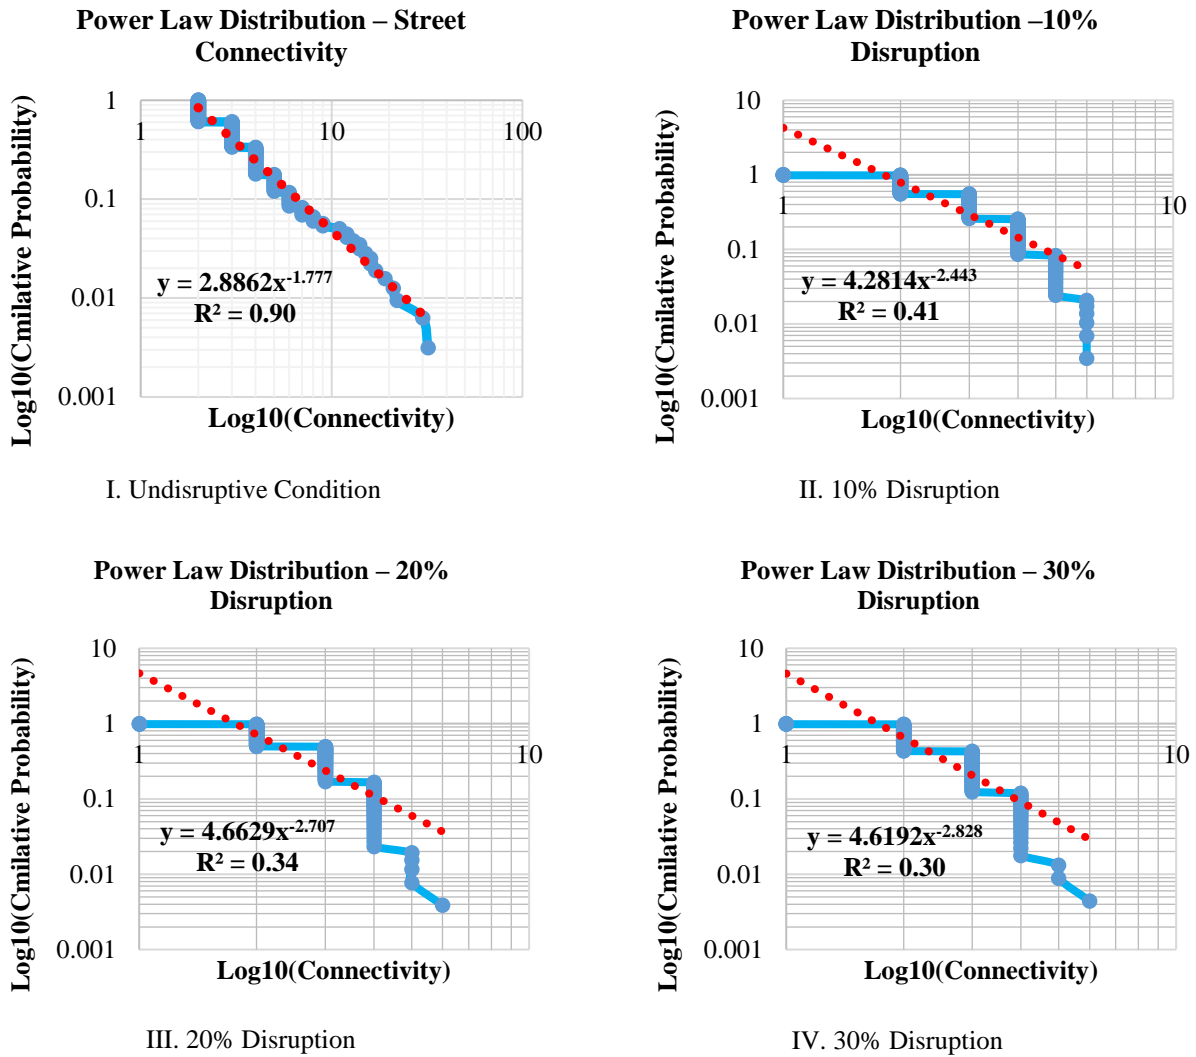 Power Law Distribution – Street
Connectivity
1
0.1
0.01
0.001
1
10
100
Log10(Cmilative Probability)
y = 2.8862x-1.777
R² = 0.90
Log10(Connectivity)
I. Undisruptive Condition
Power Law Distribution –10%
Disruption
10
1
0.1
0.01
0.001
1
10
Log10(Cmilative Probability)
y = 4.2814x-2.443
R² = 0.41
Log10(Connectivity)
II. 10% Disruption
Power Law Distribution – 20%
Disruption
10
1
0.1
0.01
0.001
1
10
Log10(Cmilative Probability)
y = 4.6629x-2.707
R² = 0.34
Log10(Connectivity)
III. 20% Disruption
Power Law Distribution – 30%
Disruption
10
1
0.1
0.01
0.001
1
10
Log10(Cmilative Probability)
y = 4.6192x-2.828
R² = 0.30
Log10(Connectivity)
IV. 30% Disruption